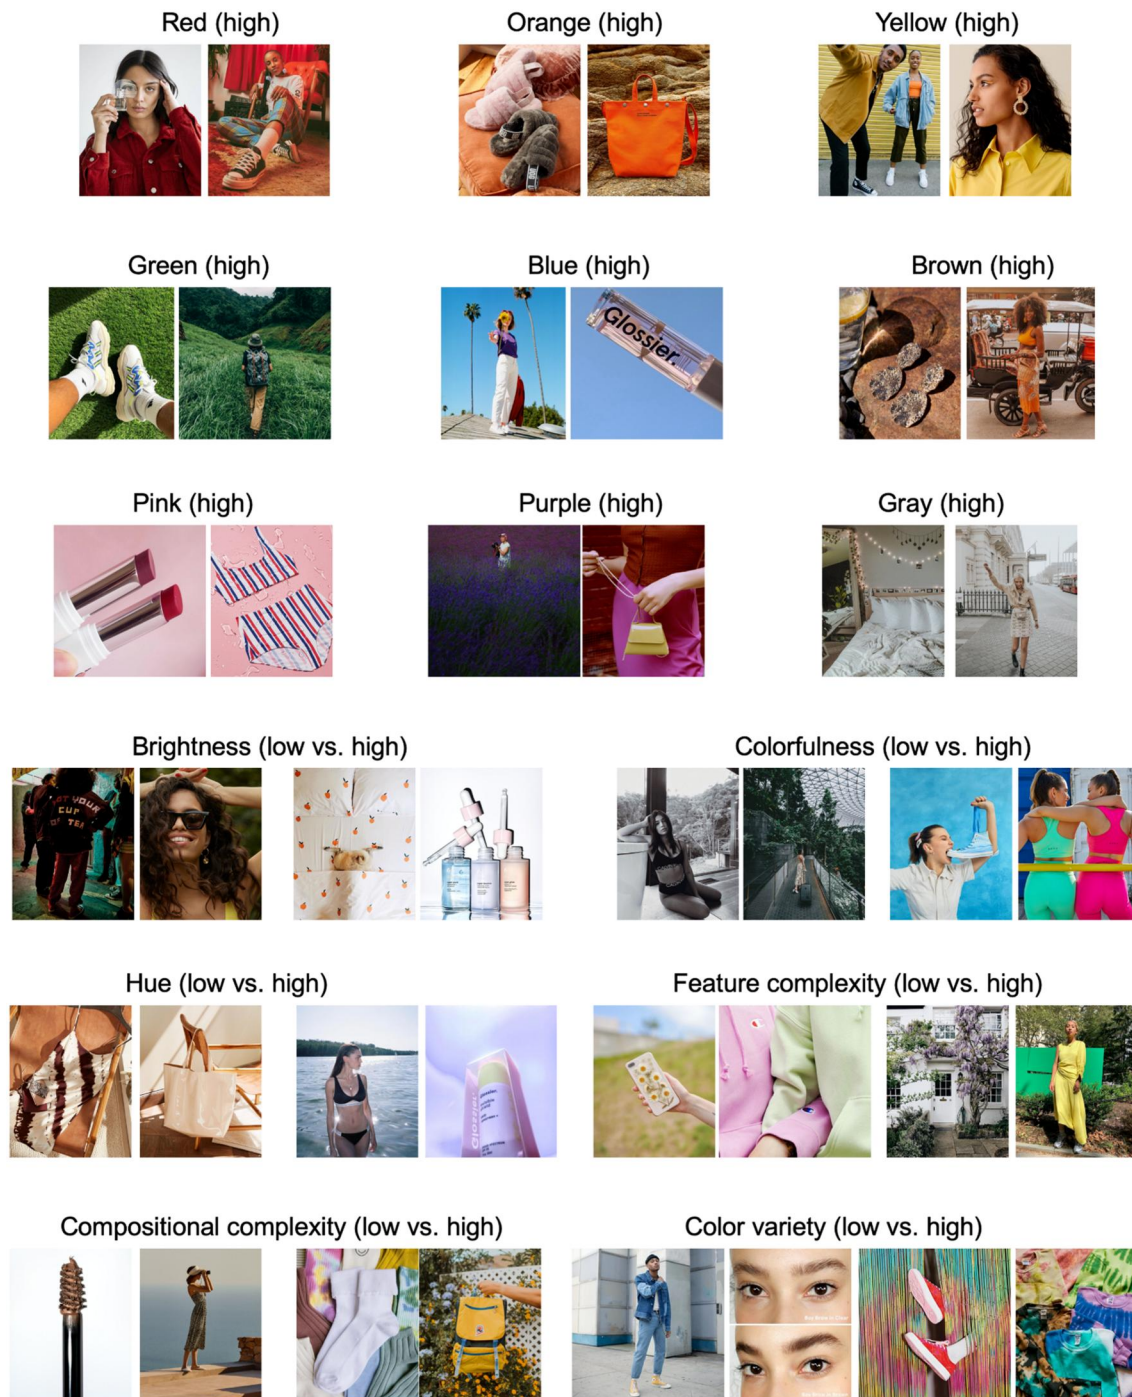 Red (high)
Orange (high)
Yellow (high)
Green (high)
Blue (high)
Brown (high)
Glossier.
Pink (high)
Purple (high)
Gray (high)
Brightness (low vs. high)
Colorfulness (low vs. high)
Hue (low vs. high)
Feature complexity (low vs. high)
Glossier.
Compositional complexity (low vs. high)
Color variety (low vs. high)